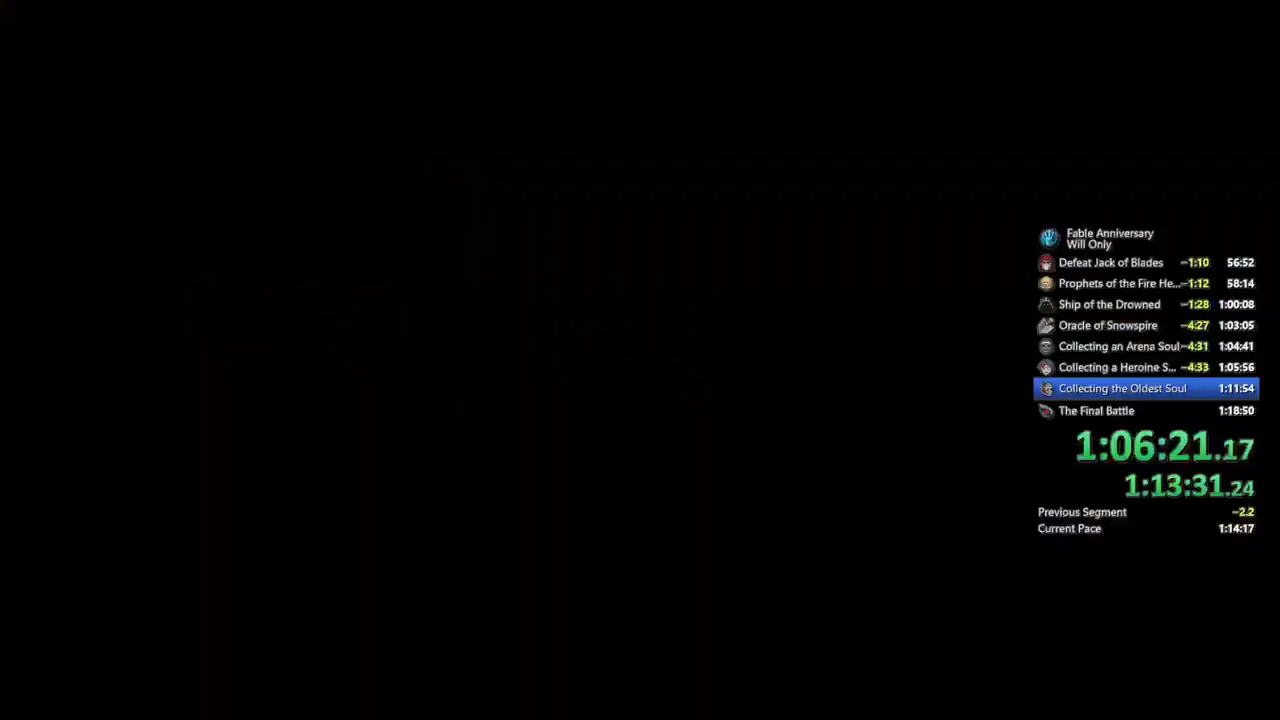 Fable Anniversary
Will Only
Defeat Jack of Blades −1:10 56:52
Prophets of the Fire He... −1:12 58:14
Ship of the Drowned −1:28 1:00:08
Oracle of Snowspire −4:27 1:03:05
Collecting an Arena Soul −4:31 1:04:41
Collecting a Heroine S... −4:33 1:05:56
Collecting the Oldest Soul 1:11:54
The Final Battle 1:18:50
1:06:21.17
1:13:31.24
Previous Segment −2.2
Current Pace 1:14:17